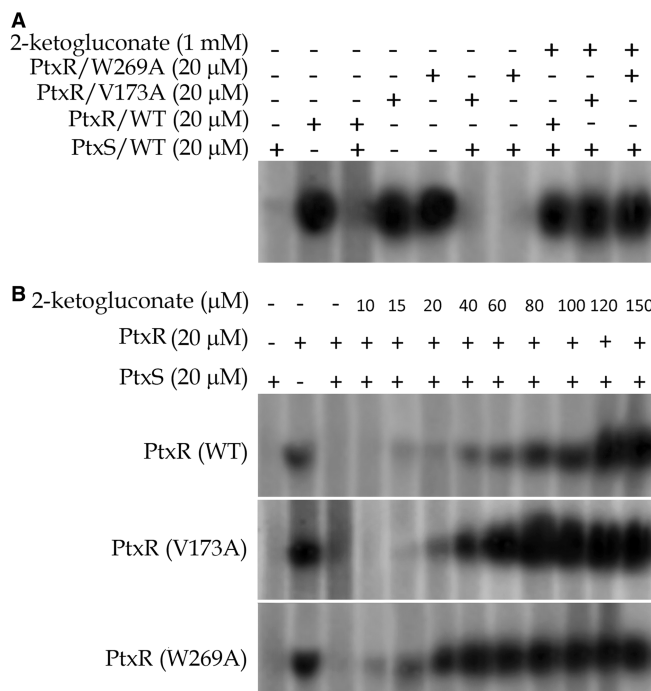 A
2-ketogluconate (1 mM) - - - - - - - + + +
PtxR/W269A (20 µM) - - - - + - + - - +
PtxR/V173A (20 µM) - - - + - + - - + -
PtxR/WT (20 µM) - + + - - - - + - -
PtxS/WT (20 µM) + - + - - + + + + +
B
2-ketogluconate (µM) - - - 10 15 20 40 60 80 100 120 150
PtxR (20 µM) - + + + + + + + + + + +
PtxS (20 µM) + - + + + + + + + + + +
PtxR (WT)
PtxR (V173A)
PtxR (W269A)